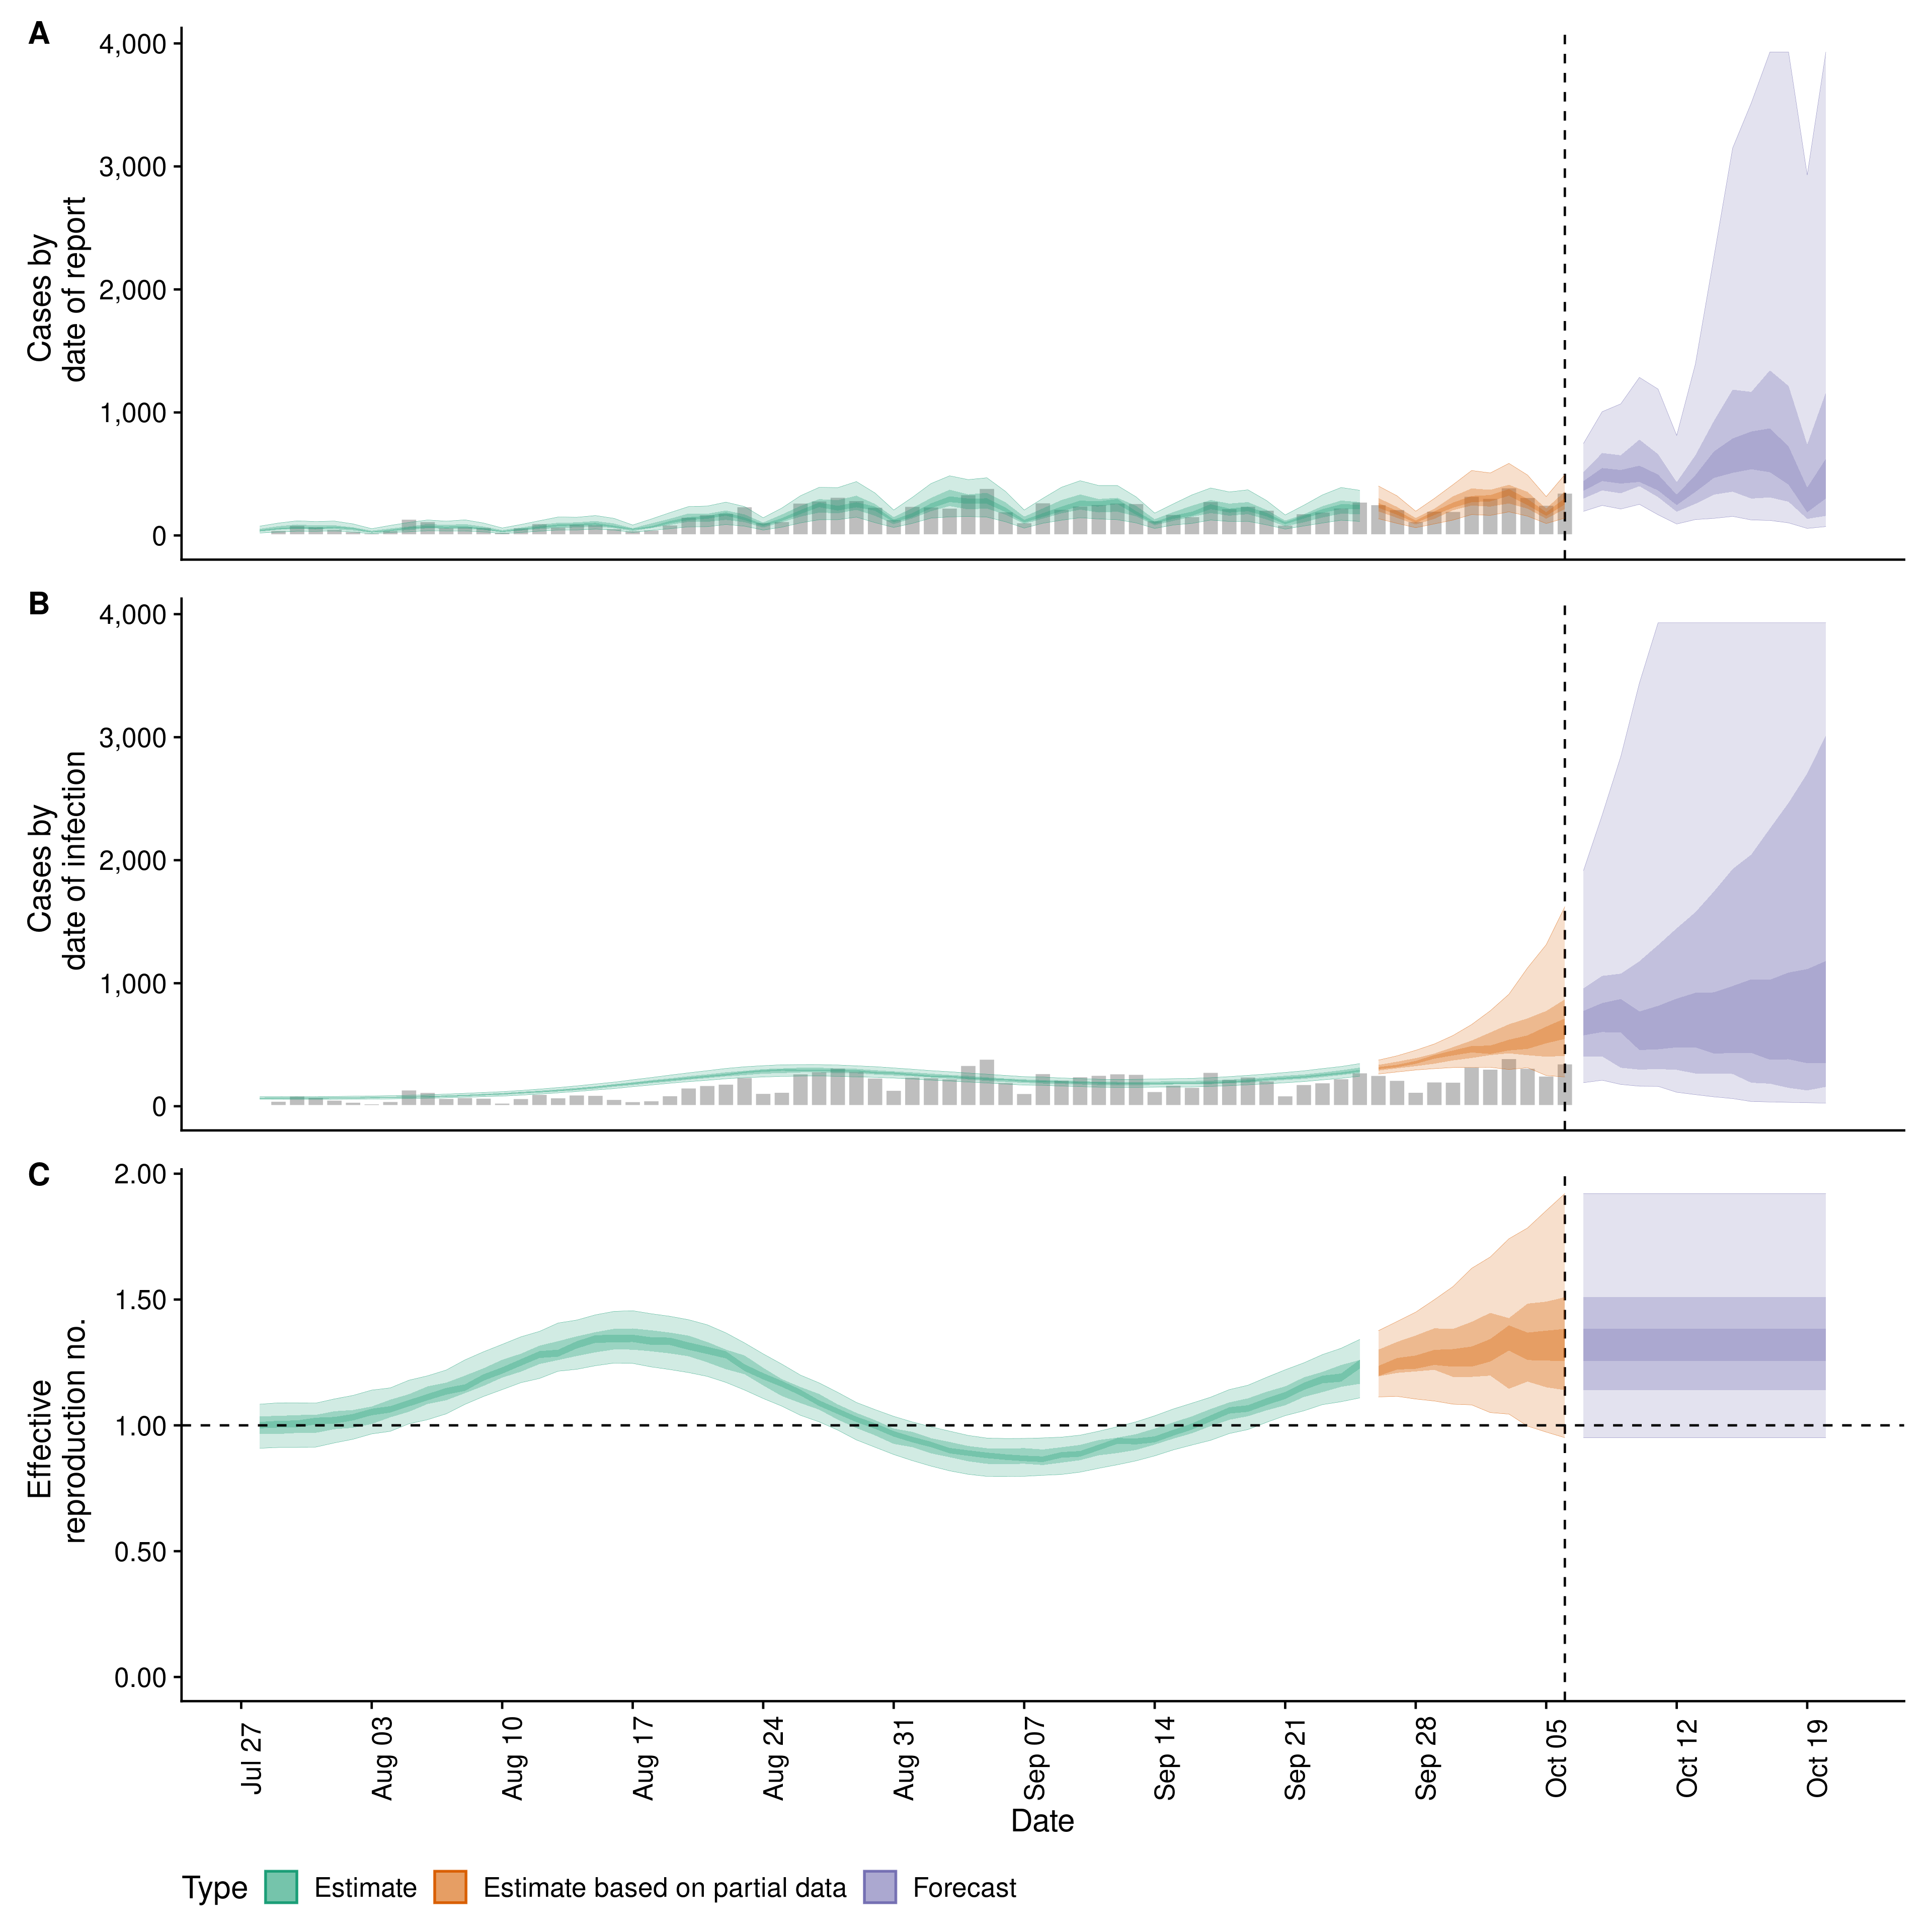 A
4,000
3,000
2,000
1,000
0
Cases by
date of report
B
4,000
3,000
2,000
1,000
0
Cases by
date of infection
C
2.00
1.50
1.00
0.50
0.00
Effective
reproduction no.
Jul 27
Aug 03
Aug 10
Aug 17
Aug 24
Aug 31
Sep 07
Sep 14
Sep 21
Sep 28
Oct 05
Oct 12
Oct 19
Date
Type Estimate Estimate based on partial data Forecast